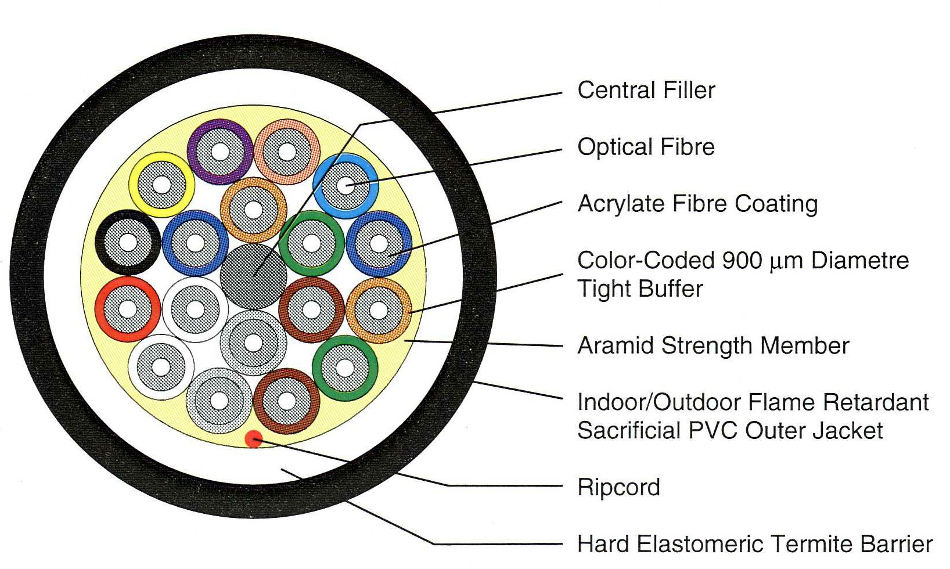 Central Filler
Optical Fibre
Acrylate Fibre Coating
Color-Coded 900 µm Diametre
Tight Buffer
Aramid Strength Member
Indoor/Outdoor Flame Retardant
Sacrificial PVC Outer Jacket
Ripcord
Hard Elastomeric Termite Barrier